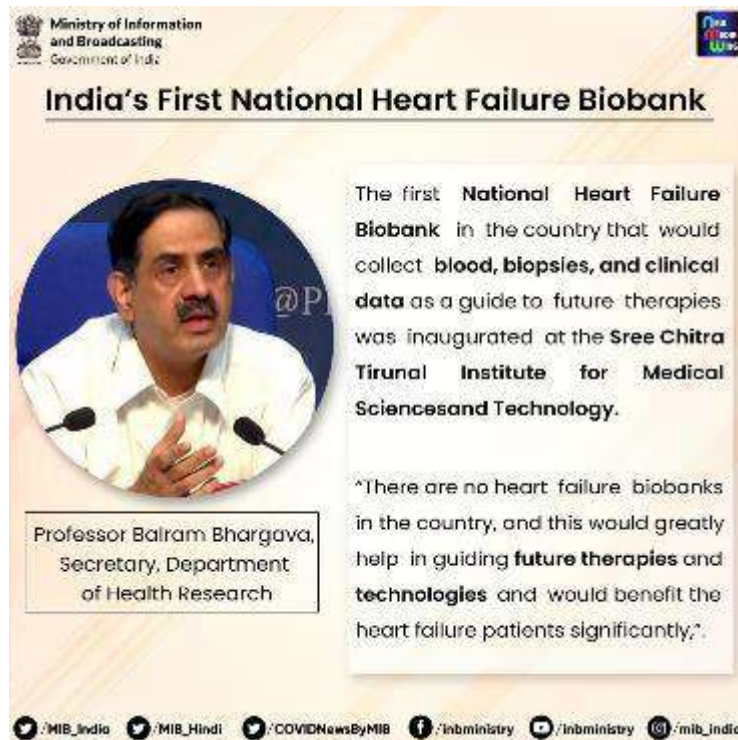 Ministry of Information
and Broadcasting
Government of India
India's First National Heart Failure Biobank
The first National Heart Failure
Biobank in the country that would
collect blood, biopsies, and clinical
data as a guide to future therapies
was inaugurated at the Sree Chitra
Tirunal Institute for Medical
Sciencesand Technology.
"There are no heart failure biobanks
in the country, and this would greatly
help in guiding future therapies and
technologies and would benefit the
heart failure patients significantly,".
@PI
Professor Balram Bhargava,
Secretary, Department
of Health Research
/MIB_India /MIB_Hindi /COVIDNewsByMIB /inbministry /inbministry /mib_india